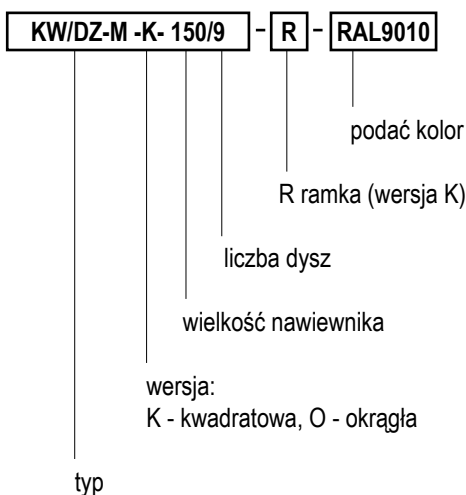 KW/DZ-M -K- 150/9 - R - RAL9010
podać kolor
R ramka (wersja K)
liczba dysz
wielkość nawiewnika
wersja:
K - kwadratowa, O - okrągła
typ